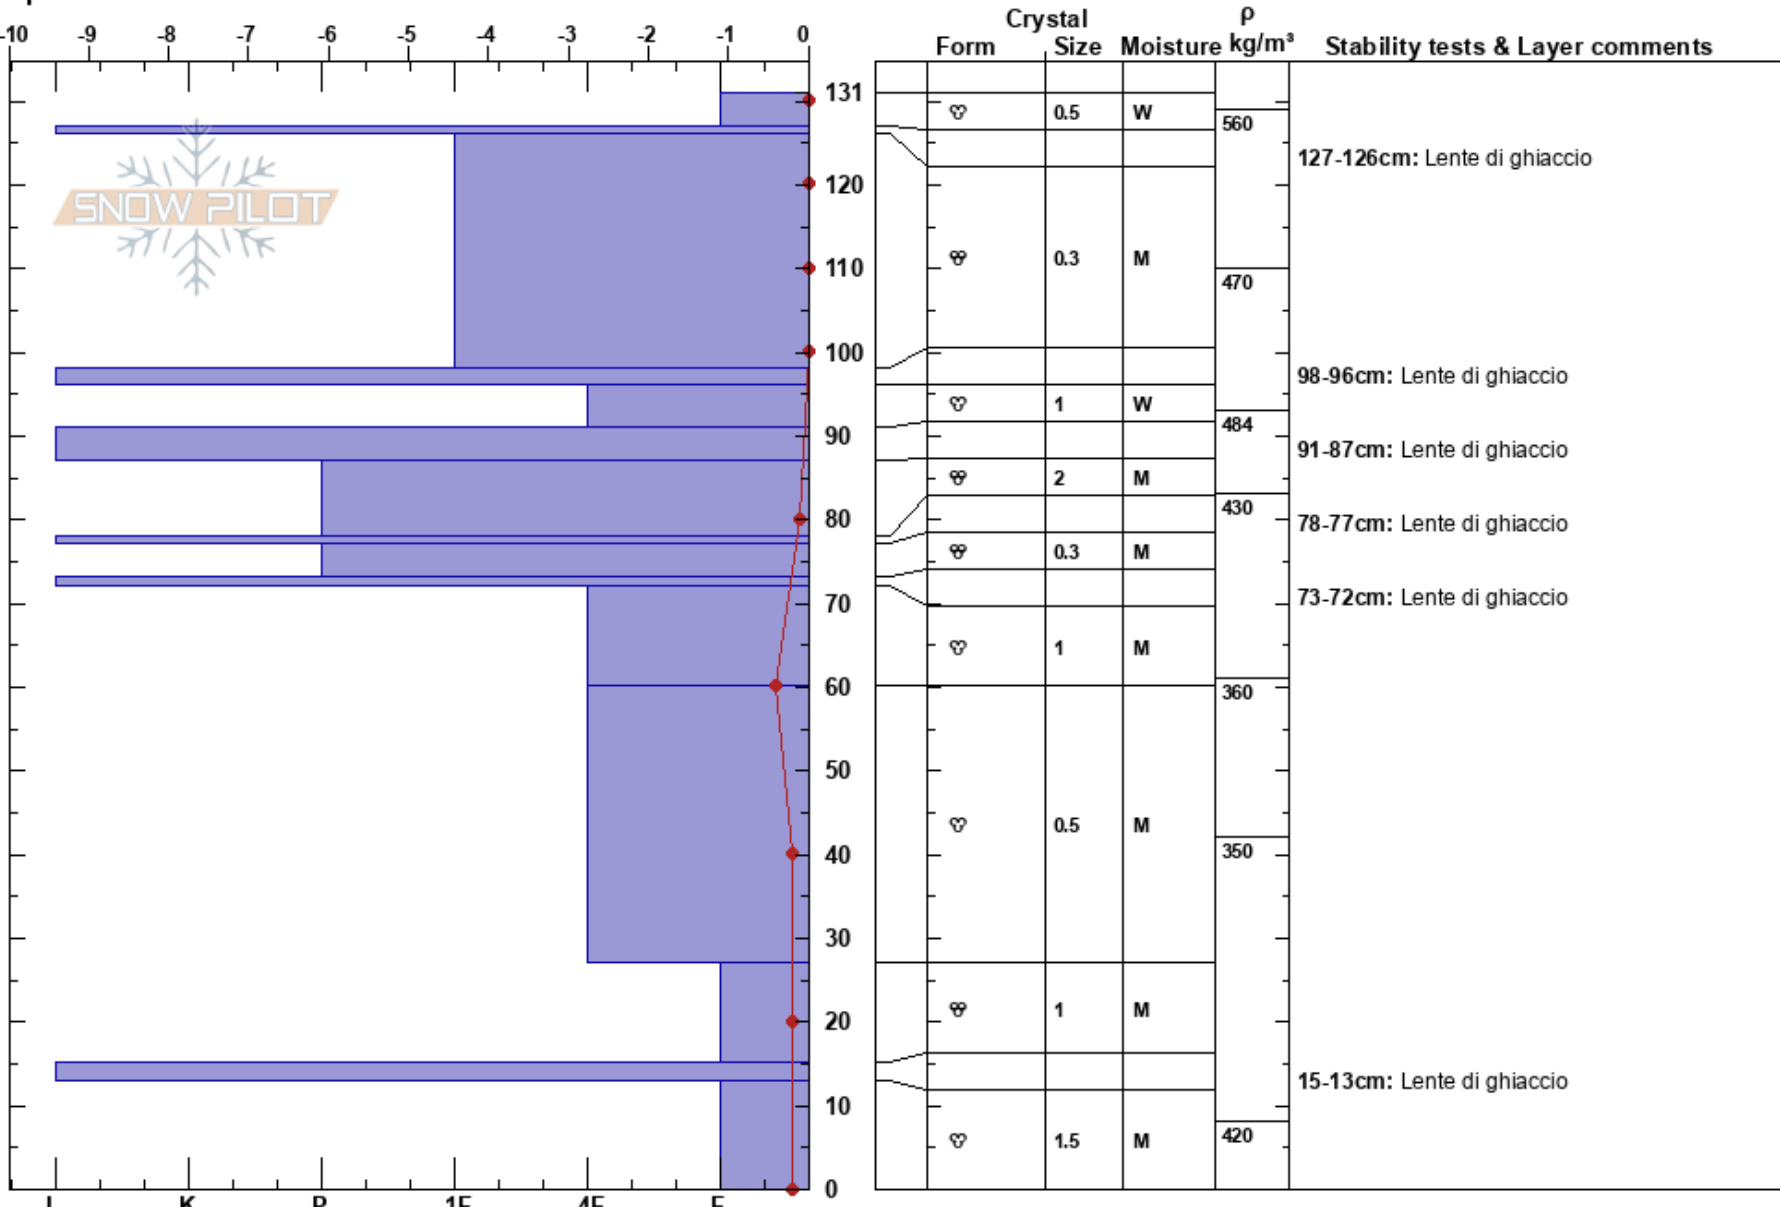 Crystal ρ
-10 -9 -8 -7 -6 -5 -4 -3 -2 -1 0 Form Size Moisture kg/m³ Stability tests & Layer comments
131
0.5 W
560
127-126cm: Lente di ghiaccio
SNOW PILOT
120
0.3 M
110
470
100
98-96cm: Lente di ghiaccio
1 W
484
90
91-87cm: Lente di ghiaccio
2 M
430
80
78-77cm: Lente di ghiaccio
0.3 M
73-72cm: Lente di ghiaccio
70
1 M
60
360
50
0.5 M
40
350
30
1 M
20
15-13cm: Lente di ghiaccio
10
420
1.5 M
0
I K P 1F 4F F